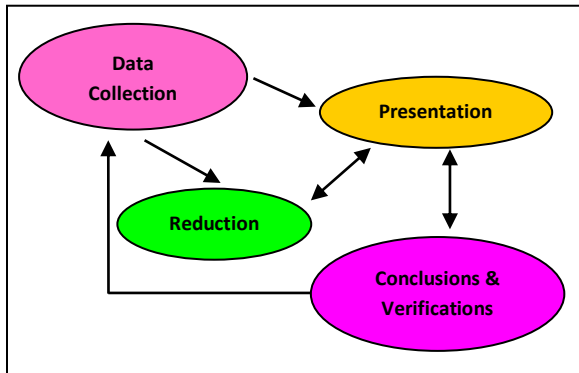 Data
Collection
Presentation
Reduction
Conclusions &
Verifications